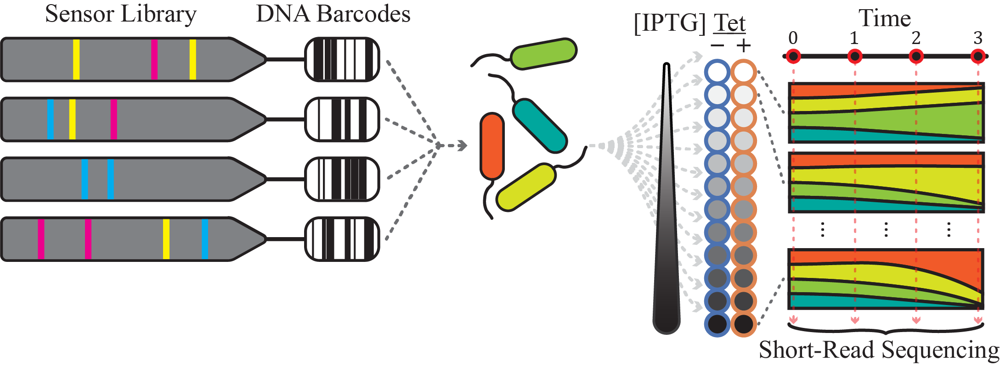 Sensor Library
DNA Barcodes
[IPTG]
Tet
− +
Time
0 1 2 3
Short-Read Sequencing